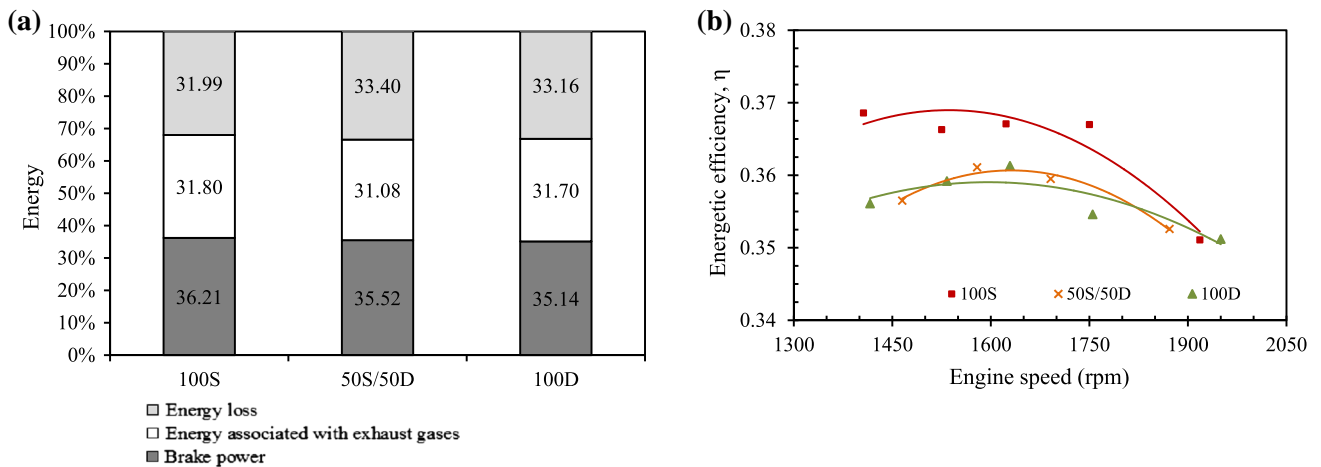 (a)
100%
90%
80%
70%
60%
50%
40%
30%
20%
10%
0%
Energy
31.99
33.40
33.16
31.80
31.08
31.70
36.21
35.52
35.14
100S
50S/50D
100D
Energy loss
Energy associated with exhaust gases
Brake power
(b)
0.38
0.37
0.36
0.35
0.34
Energetic efficiency, η
100S
50S/50D
100D
1300
1450
1600
1750
1900
2050
Engine speed (rpm)